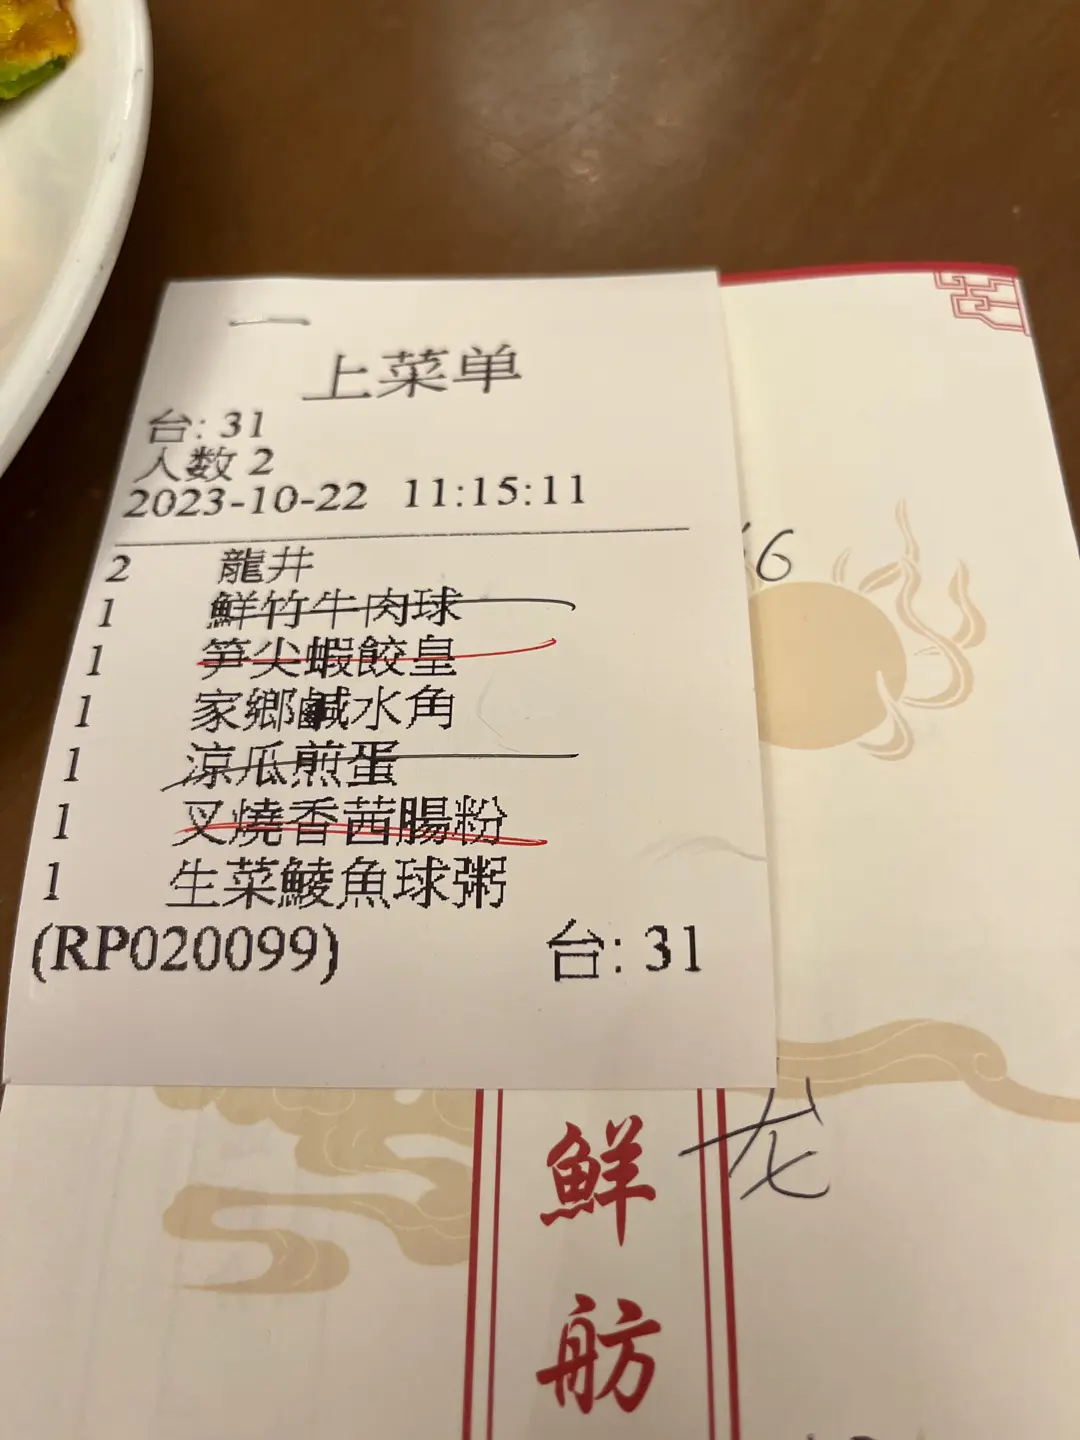 上菜单
台: 31
人数 2
2023-10-22 11:15:11
2 龍井
1 鮮竹牛肉球
1 笋尖蝦餃皇
1 家鄉鹹水角
1 涼瓜煎蛋
1 叉燒香茜腸粉
1 生菜鯪魚球粥
(RP020099) 台: 31
6
龙
鮮
舫